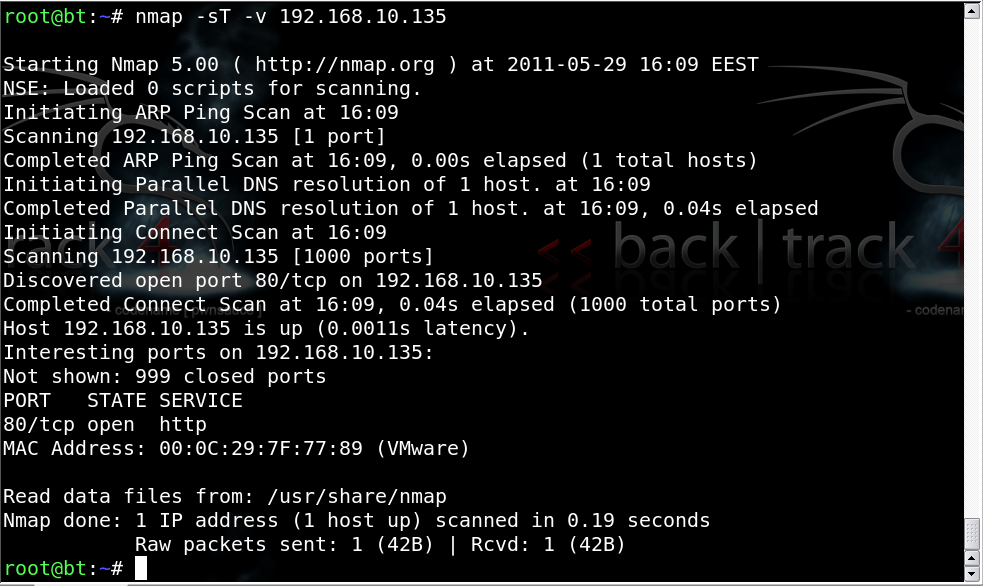 root@bt:~# nmap -sT -v 192.168.10.135
Starting Nmap 5.00 ( http://nmap.org ) at 2011-05-29 16:09 EEST
NSE: Loaded 0 scripts for scanning.
Initiating ARP Ping Scan at 16:09
Scanning 192.168.10.135 [1 port]
Completed ARP Ping Scan at 16:09, 0.00s elapsed (1 total hosts)
Initiating Parallel DNS resolution of 1 host. at 16:09
Completed Parallel DNS resolution of 1 host. at 16:09, 0.04s elapsed
Initiating Connect Scan at 16:09
Scanning 192.168.10.135 [1000 ports]
Discovered open port 80/tcp on 192.168.10.135
Completed Connect Scan at 16:09, 0.04s elapsed (1000 total ports)
Host 192.168.10.135 is up (0.0011s latency).
Interesting ports on 192.168.10.135:
Not shown: 999 closed ports
PORT   STATE SERVICE
80/tcp open  http
MAC Address: 00:0C:29:7F:77:89 (VMware)
Read data files from: /usr/share/nmap
Nmap done: 1 IP address (1 host up) scanned in 0.19 seconds
Raw packets sent: 1 (42B) | Rcvd: 1 (42B)
root@bt:~#
rack 4
<< back | track 4